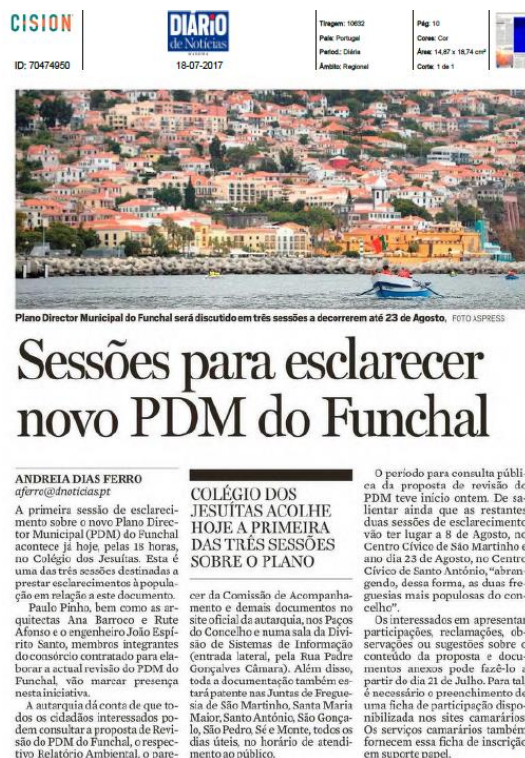 CISION
ID: 70474950
DIÁRIO
de Notícias
MADEIRA
18-07-2017
Tiragem: 10632
País: Portugal
Period.: Diária
Âmbito: Regional
Pág: 10
Cores: Cor
Área: 14,87 x 18,74 cm²
Corte: 1 de 1
Plano Director Municipal do Funchal será discutido em três sessões a decorrerem até 23 de Agosto. FOTO ASPRESS
Sessões para esclarecer
novo PDM do Funchal
ANDREIA DIAS FERRO
aferro@dnoticias.pt
A primeira sessão de esclareci-
mento sobre o novo Plano Direc-
tor Municipal (PDM) do Funchal
acontece já hoje, pelas 18 horas,
no Colégio dos Jesuítas. Esta é
uma das três sessões destinadas a
prestar esclarecimentos à popula-
ção em relação a este documento.
Paulo Pinho, bem como as ar-
quitectas Ana Barroco e Rute
Afonso e o engenheiro João Espí-
rito Santo, membros integrantes
do consórcio contratado para ela-
borar a actual revisão do PDM do
Funchal, vão marcar presença
nesta iniciativa.
A autarquia dá conta de que to-
dos os cidadãos interessados po-
dem consultar a proposta de Revi-
são do PDM do Funchal, o respec-
tivo Relatório Ambiental, o pare-
COLÉGIO DOS
JESUÍTAS ACOLHE
HOJE A PRIMEIRA
DAS TRÊS SESSÕES
SOBRE O PLANO
cer da Comissão de Acompanha-
mento e demais documentos no
site oficial da autarquia, nos Paços
do Concelho e numa sala da Divi-
são de Sistemas de Informação
(entrada lateral, pela Rua Padre
Gonçalves Câmara). Além disso,
toda a documentação também es-
tará patente nas Juntas de Fregue-
sia de São Martinho, Santa Maria
Maior, Santo António, São Gonça-
lo, São Pedro, Sé e Monte, todos os
dias úteis, no horário de atendi-
mento ao público.
O período para consulta públi-
ca da proposta de revisão do
PDM teve início ontem. De sa-
lientar ainda que as restantes
duas sessões de esclarecimento
vão ter lugar a 8 de Agosto, no
Centro Cívico de São Martinho e
ano dia 23 de Agosto, no Centro
Cívico de Santo António, “abran-
gendo, dessa forma, as duas fre-
guesias mais populosas do con-
celho”.
Os interessados em apresentar
participações, reclamações, ob-
servações ou sugestões sobre o
conteúdo da proposta e docu-
mentos anexos pode fazê-lo a
partir do dia 21 de Julho. Para tal,
é necessário o preenchimento de
uma ficha de participação dispo-
nibilizada nos sites camarários.
Os serviços camarários também
fornecem essa ficha de inscrição
em suporte papel.